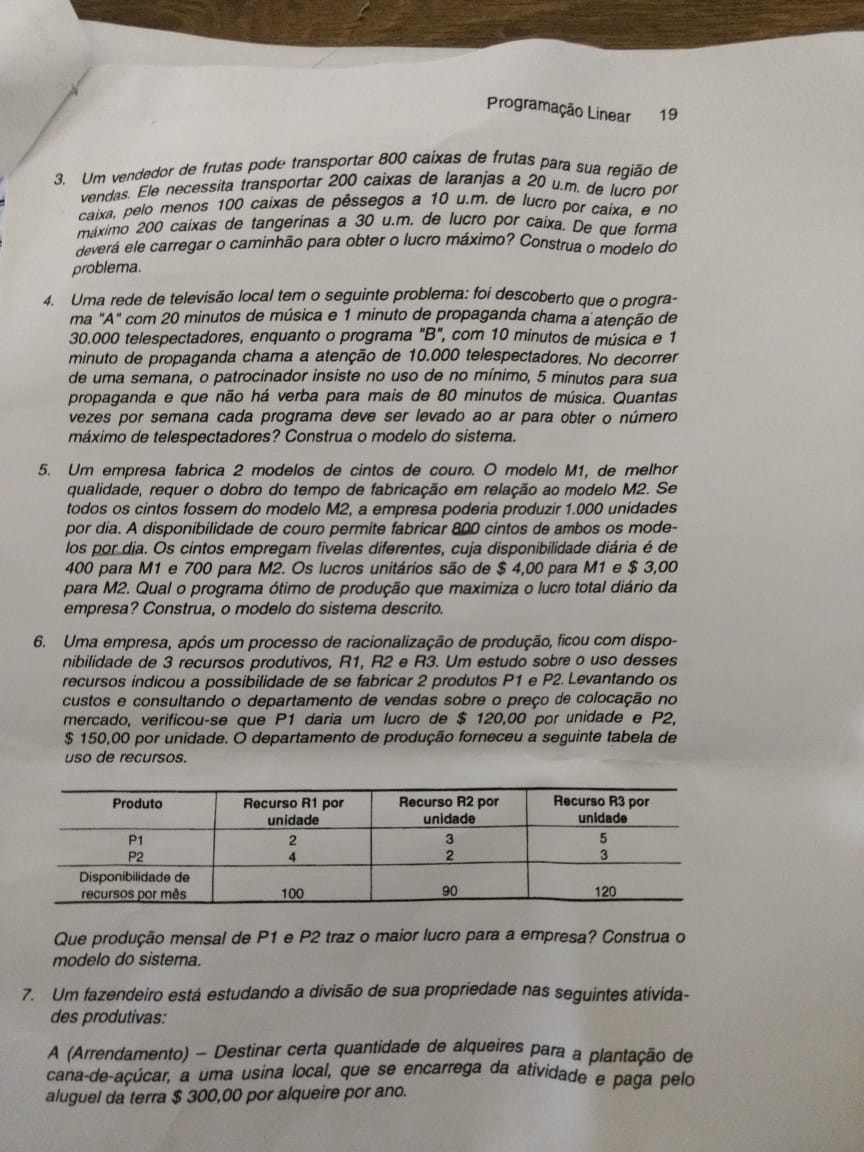 Programação Linear 19
3. Um vendedor de frutas pode transportar 800 caixas de frutas para sua região de
vendas. Ele necessita transportar 200 caixas de laranjas a 20 u.m. de lucro por
caixa, pelo menos 100 caixas de pêssegos a 10 u.m. de lucro por caixa, e no
máximo 200 caixas de tangerinas a 30 u.m. de lucro por caixa. De que forma
deverá ele carregar o caminhão para obter o lucro máximo? Construa o modelo do
problema.
4. Uma rede de televisão local tem o seguinte problema: foi descoberto que o progra-
ma "A" com 20 minutos de música e 1 minuto de propaganda chama a atenção de
30.000 telespectadores, enquanto o programa "B", com 10 minutos de música e 1
minuto de propaganda chama a atenção de 10.000 telespectadores. No decorrer
de uma semana, o patrocinador insiste no uso de no mínimo, 5 minutos para sua
propaganda e que não há verba para mais de 80 minutos de música. Quantas
vezes por semana cada programa deve ser levado ao ar para obter o número
máximo de telespectadores? Construa o modelo do sistema.
5. Um empresa fabrica 2 modelos de cintos de couro. O modelo M1, de melhor
qualidade, requer o dobro do tempo de fabricação em relação ao modelo M2. Se
todos os cintos fossem do modelo M2, a empresa poderia produzir 1.000 unidades
por dia. A disponibilidade de couro permite fabricar 800 cintos de ambos os mode-
los por dia. Os cintos empregam fivelas diferentes, cuja disponibilidade diária é de
400 para M1 e 700 para M2. Os lucros unitários são de $ 4,00 para M1 e $ 3,00
para M2. Qual o programa ótimo de produção que maximiza o lucro total diário da
empresa? Construa, o modelo do sistema descrito.
6. Uma empresa, após um processo de racionalização de produção, ficou com dispo-
nibilidade de 3 recursos produtivos, R1, R2 e R3. Um estudo sobre o uso desses
recursos indicou a possibilidade de se fabricar 2 produtos P1 e P2. Levantando os
custos e consultando o departamento de vendas sobre o preço de colocação no
mercado, verificou-se que P1 daria um lucro de $ 120,00 por unidade e P2,
$ 150,00 por unidade. O departamento de produção forneceu a seguinte tabela de
uso de recursos.
Produto Recurso R1 por Recurso R2 por Recurso R3 por
unidade unidade unidade
P1 2 3 5
P2 4 2 3
Disponibilidade de
recursos por mês 100 90 120
Que produção mensal de P1 e P2 traz o maior lucro para a empresa? Construa o
modelo do sistema.
7. Um fazendeiro está estudando a divisão de sua propriedade nas seguintes ativida-
des produtivas:
A (Arrendamento) – Destinar certa quantidade de alqueires para a plantação de
cana-de-açúcar, a uma usina local, que se encarrega da atividade e paga pelo
aluguel da terra $ 300,00 por alqueire por ano.